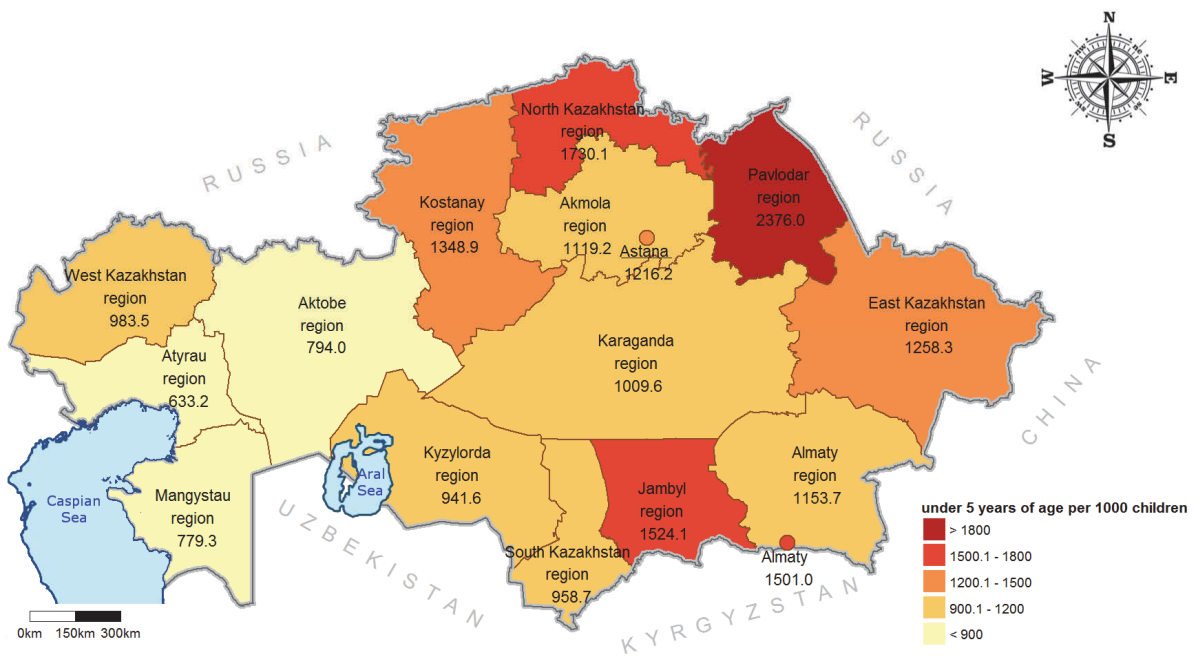 N
nw
ne
W
E
sw
se
S
RUSSIA
RUSSIA
North Kazakhstan
region
1730.1
Pavlodar
region
2376.0
Kostanay
region
1348.9
Akmola
region
1119.2
Astana
1216.2
West Kazakhstan
region
983.5
Aktobe
region
794.0
East Kazakhstan
region
1258.3
Karaganda
region
1009.6
Atyrau
region
633.2
CHINA
Kyzylorda
region
941.6
Almaty
region
1153.7
Aral
Sea
Caspian
Sea
Mangystau
region
779.3
Jambyl
region
1524.1
UZBEKISTAN
South Kazakhstan
region
958.7
Almaty
1501.0
KYRGYZSTAN
under 5 years of age per 1000 children
> 1800
1500.1 - 1800
1200.1 - 1500
900.1 - 1200
< 900
0km 150km 300km